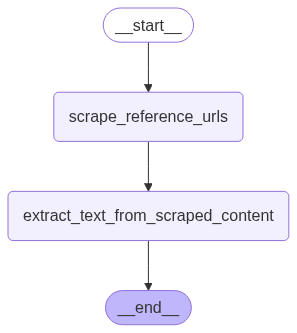 __start__
scrape_reference_urls
extract_text_from_scraped_content
__end__